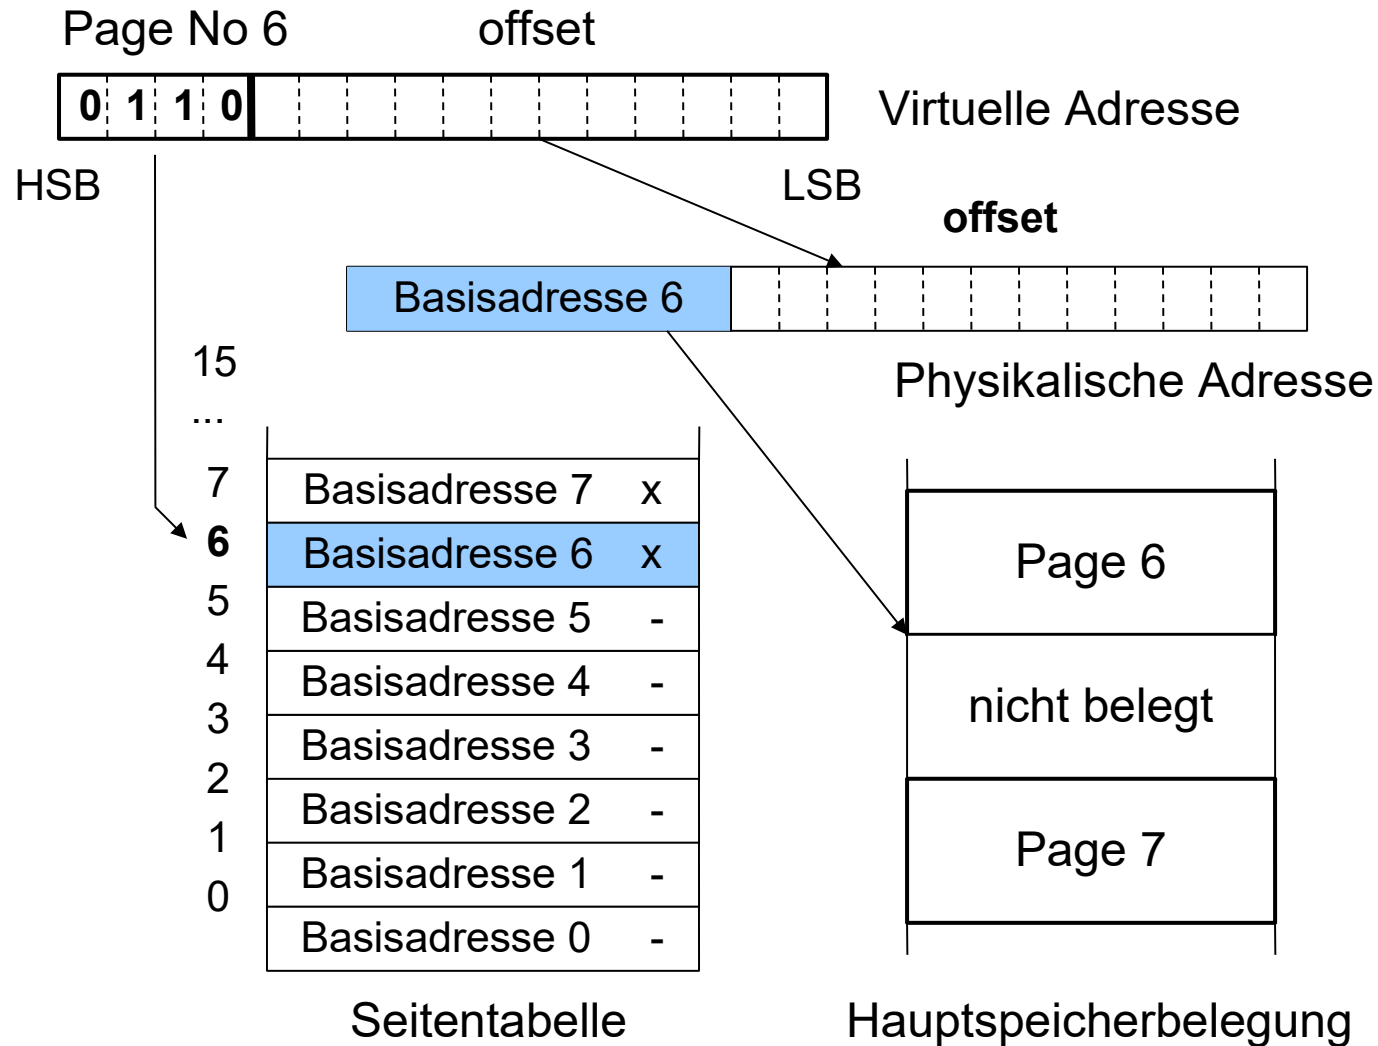 Page No 6 offset
0 1 1 0 Virtuelle Adresse
HSB LSB
offset
Basisadresse 6
Physikalische Adresse
15
...
7 Basisadresse 7 x
6 Basisadresse 6 x
5 Basisadresse 5 -
4 Basisadresse 4 -
3 Basisadresse 3 -
2 Basisadresse 2 -
1 Basisadresse 1 -
0 Basisadresse 0 -
Page 6
nicht belegt
Page 7
Seitentabelle Hauptspeicherbelegung